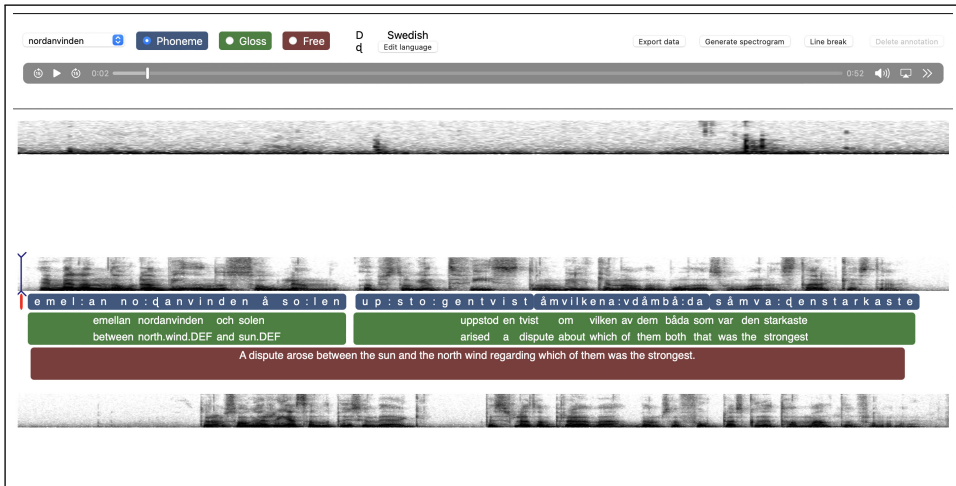 nordanvinden Phoneme Gloss Free D Swedish Export data Generate spectrogram Line break Delete annotation
ɖ Edit language
0:02 0:52
e m e l : a n n o : ɖ a n v i n d e n å s o : l e n u p : s t o : g e n t v i s t å m v i l k e n a : v d å m b å : d a s å m v a : ɖ e n s t a r k a s t e
emellan nordanvinden och solen uppstod en tvist om vilken av dem båda som var den starkaste
between north.wind.DEF and sun.DEF arised a dispute about which of them both that was the strongest
A dispute arose between the sun and the north wind regarding which of them was the strongest.